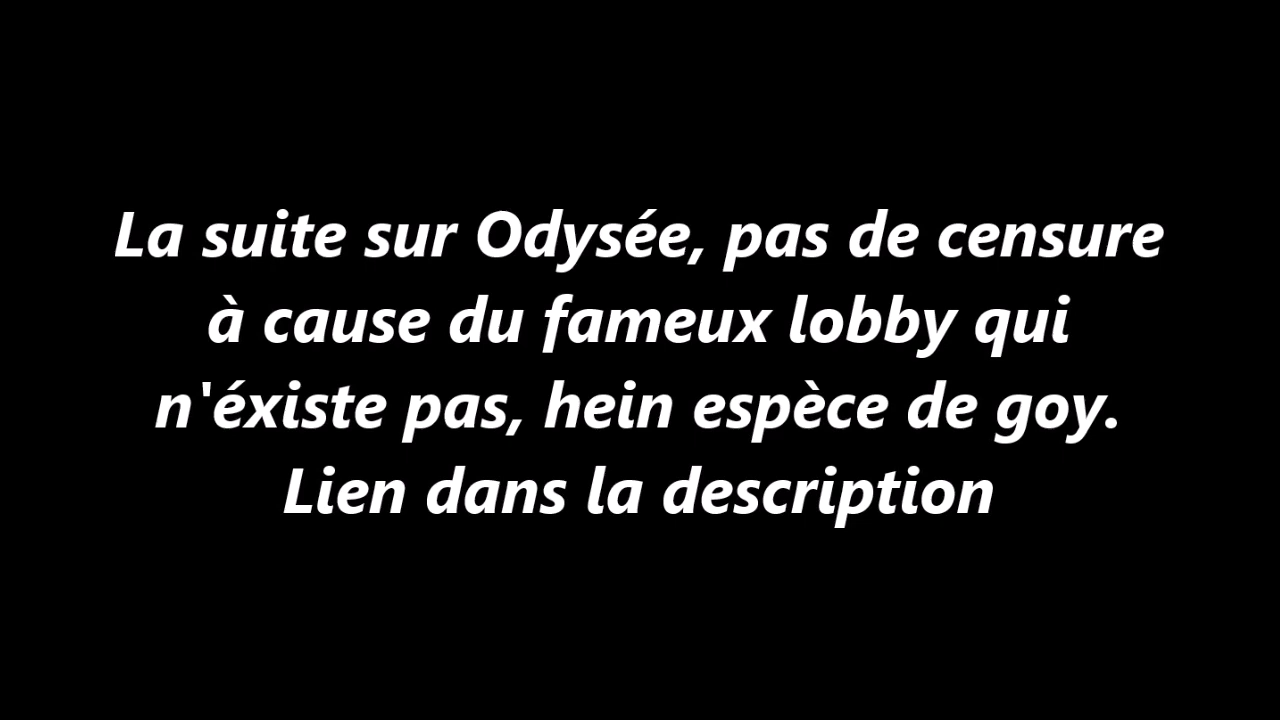 La suite sur Odysée, pas de censure
à cause du fameux lobby qui
n'éxiste pas, hein espèce de goy.
Lien dans la description